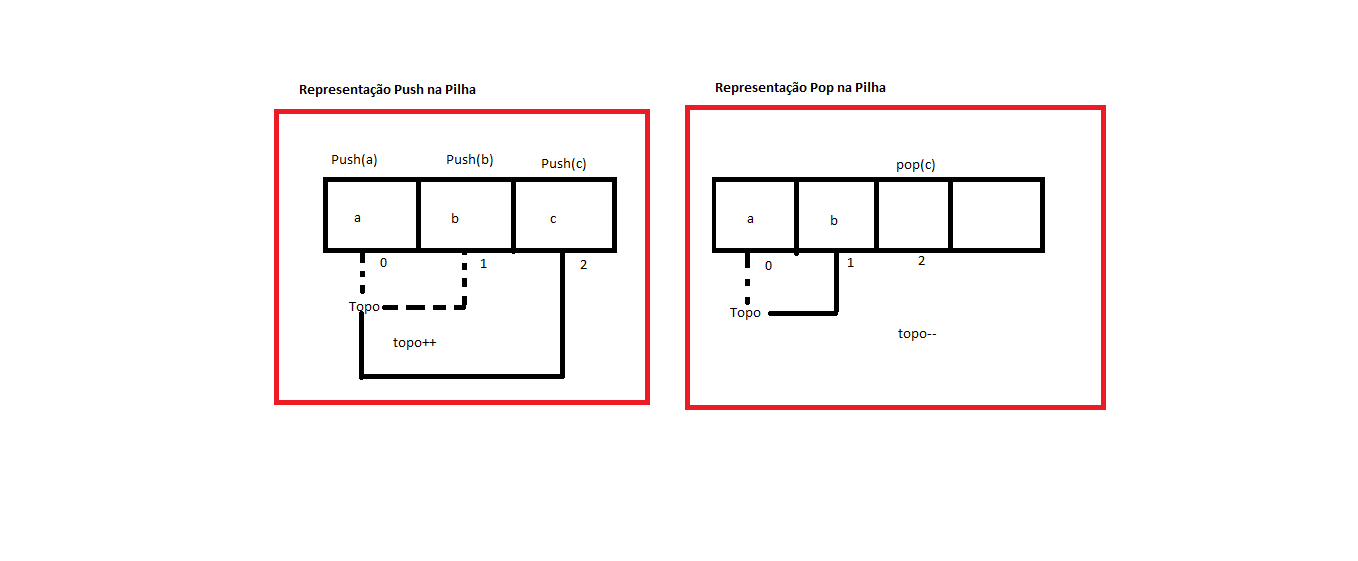 Representação Push na Pilha
Push(a)
Push(b)
Push(c)
a
b
c
0
1
2
Topo
topo++
Representação Pop na Pilha
pop(c)
a
b
0
1
2
Topo
topo--